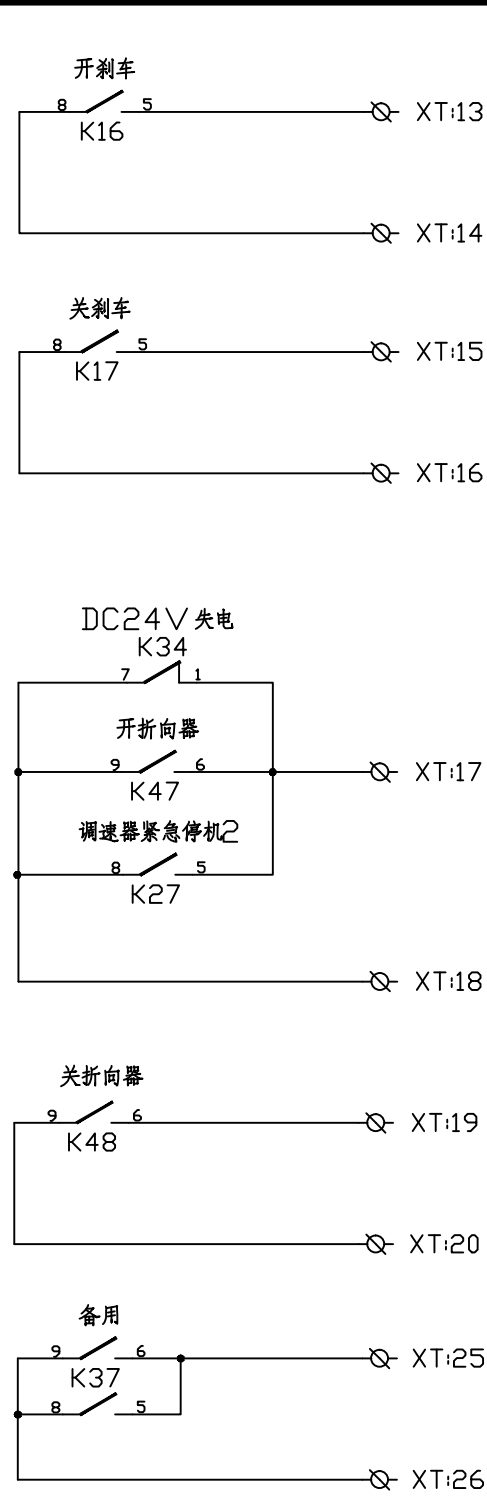 开刹车
8 5 XT:13
K16
XT:14
关刹车
8 5 XT:15
K17
XT:16
DC24V失电
K34
7 1
开折向器
9 6 XT:17
K47
调速器紧急停机2
8 5
K27
XT:18
关折向器
9 6 XT:19
K48
XT:20
备用
9 6 XT:25
K37
8 5
XT:26